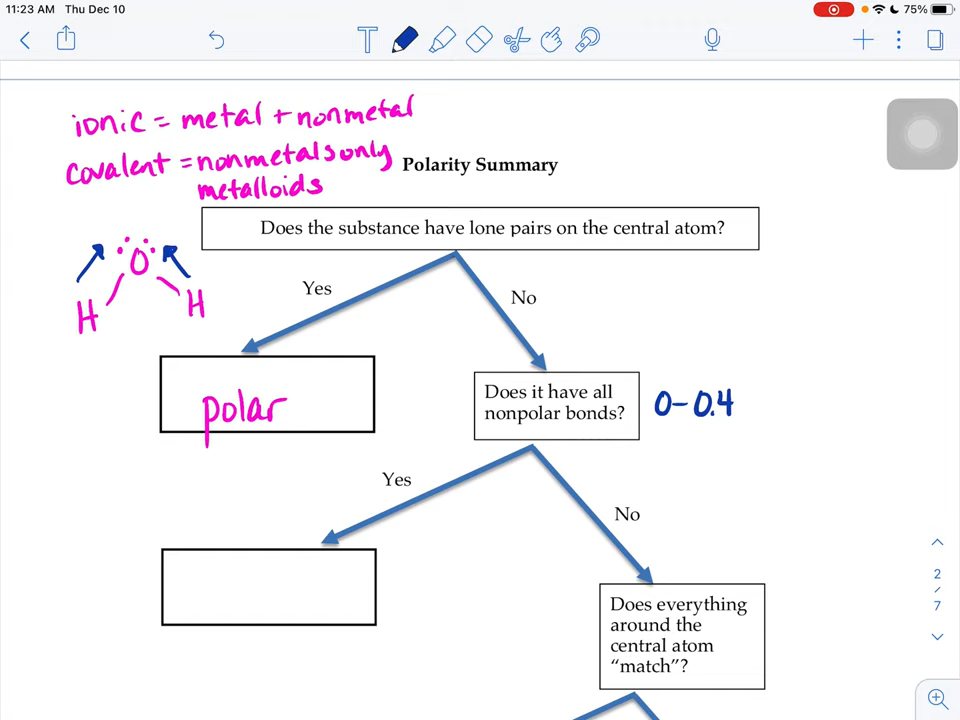 11:23 AM Thu Dec 10
75%
T
ionic = metal + nonmetal
covalent = nonmetals only
metalloids
Polarity Summary
Does the substance have lone pairs on the central atom?
O
H
H
Yes
No
polar
Does it have all
nonpolar bonds?
0-0.4
Yes
No
2
/
7
Does everything
around the
central atom
“match”?